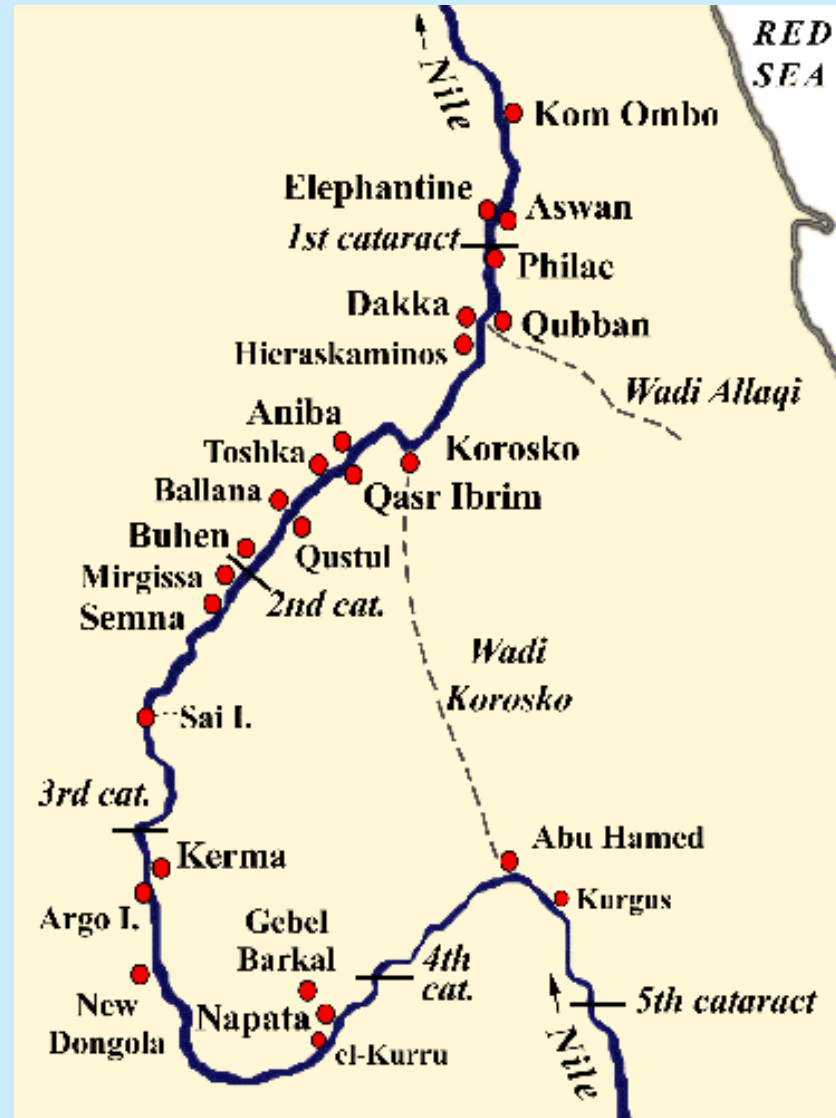 RED
SEA
Nile
Kom Ombo
Elephantine
Aswan
1st cataract
Philae
Dakka
Qubban
Hieraskaminos
Wadi Allaqi
Aniba
Toshka
Korosko
Ballana
Qasr Ibrim
Buhen
Qustul
Mirgissa
2nd cat.
Semna
Wadi
Korosko
Sai I.
3rd cat.
Kerma
Abu Hamed
Argo I.
Kurgus
Gebel
Barkal
4th
cat.
New
Dongola
Napata
5th cataract
el-Kurru
Nile